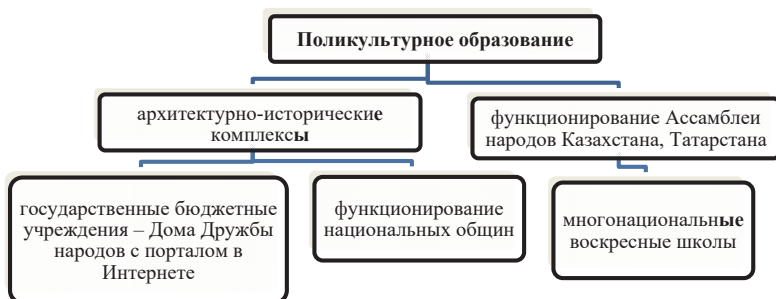 Поликультурное образование
архитектурно-исторические
комплексы
функционирование Ассамблеи
народов Казахстана, Татарстана
государственные бюджетные
учреждения – Дома Дружбы
народов с порталом в
Интернете
функционирование
национальных общин
многонациональные
воскресные школы